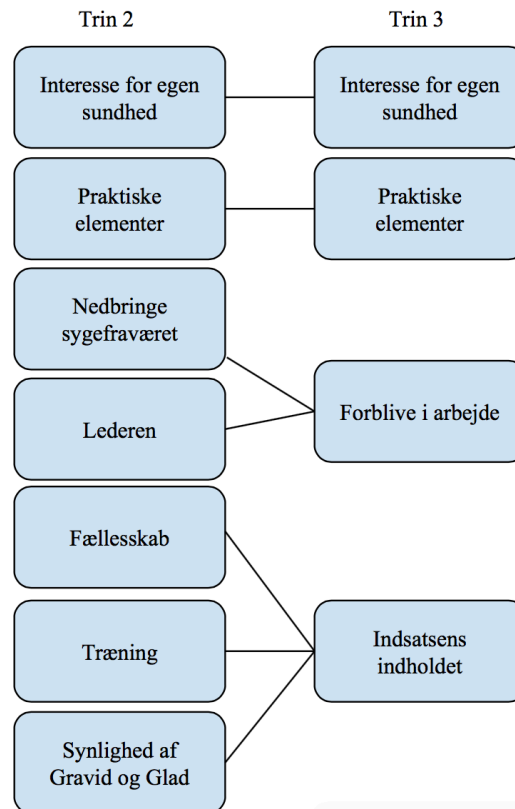 Trin 2
Trin 3
Interesse for egen
sundhed
Interesse for egen
sundhed
Praktiske
elementer
Praktiske
elementer
Nedbringe
sygefraværet
Lederen
Forblive i arbejde
Fællesskab
Træning
Synlighed af
Gravid og Glad
Indsatsens
indholdet